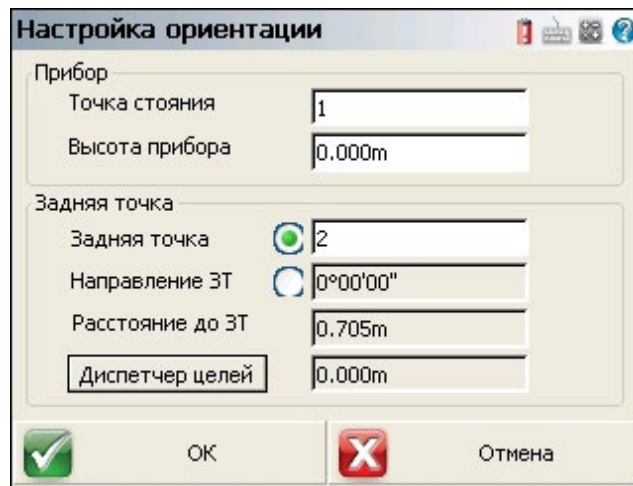 Настройка ориентации
Прибор
Точка стояния 1
Высота прибора 0.000m
Задняя точка
Задняя точка 2
Направление ЗТ 0°00'00"
Расстояние до ЗТ 0.705m
Диспетчер целей 0.000m
ОК Отмена